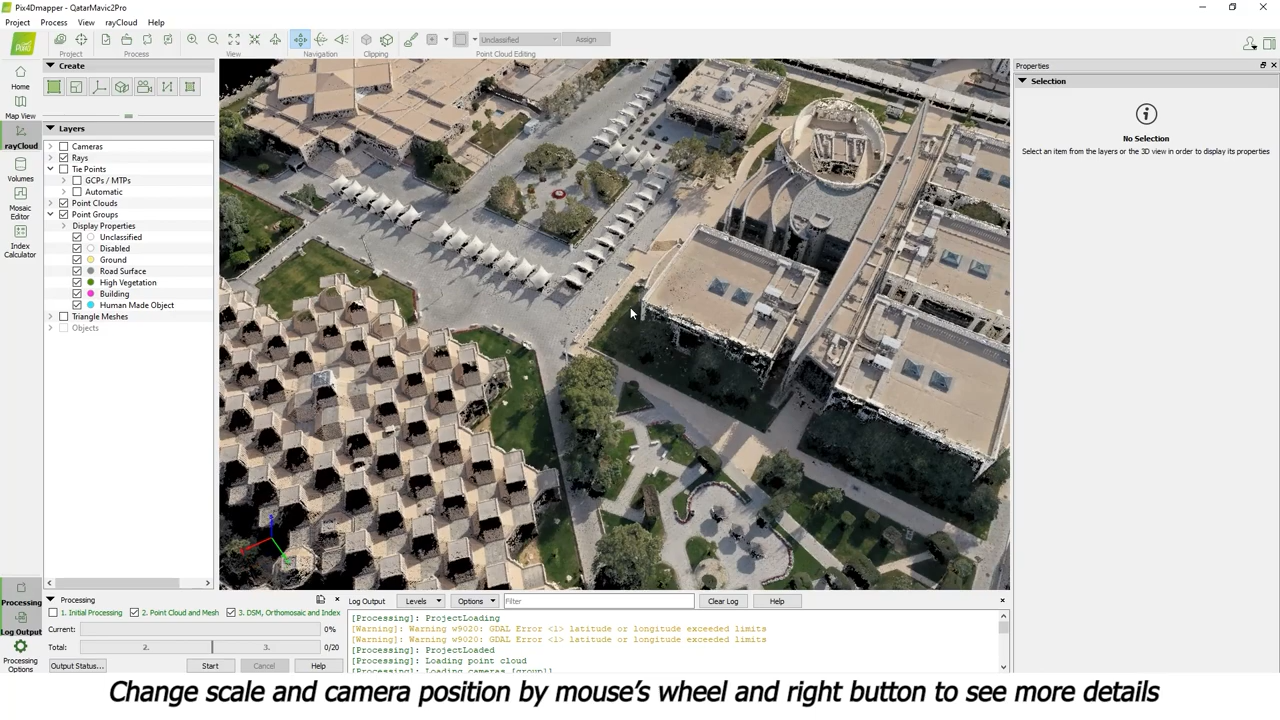 Pix4Dmapper - QatarMavic2Pro
Project Process View rayCloud Help
Unclassified Assign
Project Process View Navigation Clipping Point Cloud Editing
Create
Home
Map View
rayCloud
Volumes
Mosaic Editor
Index Calculator
Layers
Cameras
Rays
Tie Points
GCPs / MTPs
Automatic
Point Clouds
Point Groups
Display Properties
Unclassified
Disabled
Ground
Road Surface
High Vegetation
Building
Human Made Object
Triangle Meshes
Objects
Properties
Selection
No Selection
Select an item from the layers or the 3D view in order to display its properties
Processing
Log Output
Processing Options
Processing
1. Initial Processing 2. Point Cloud and Mesh 3. DSM, Orthomosaic and Index
Current: 0%
Total: 2. 3. 0/20
Output Status... Start Cancel Help
Log Output Levels Options Filter Clear Log Help
[Processing]: ProjectLoading
[Warning]: Warning w9020: GDAL Error <1> latitude or longitude exceeded limits
[Warning]: Warning w9020: GDAL Error <1> latitude or longitude exceeded limits
[Processing]: ProjectLoaded
[Processing]: Loading point cloud
[Processing]: Loading cameras [group]]
Change scale and camera position by mouse's wheel and right button to see more details